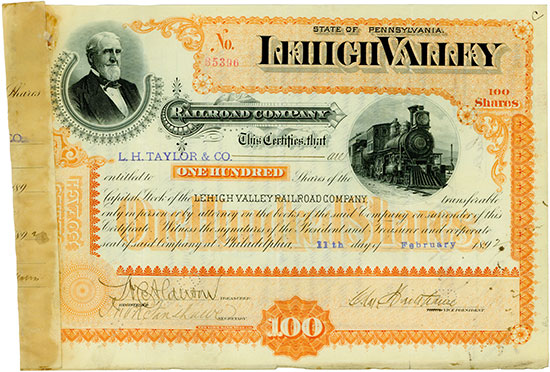 STATE OF PENNSYLVANIA.
No.
LEHIGH VALLEY
100
Shares
RAILROAD COMPANY
This Certifies that
L. H. TAYLOR & CO. are
entitled to ONE HUNDRED Shares of the
Capital Stock of the LEHIGH VALLEY RAILROAD COMPANY, transferable
only in person or by attorney on the books of the said Company on surrender of this
Certificate. Witness the signatures of the President and Treasurer and corporate
seal of said Company at Philadelphia, 11th day of February 1897
TREASURER
SECRETARY
VICE PRESIDENT
100